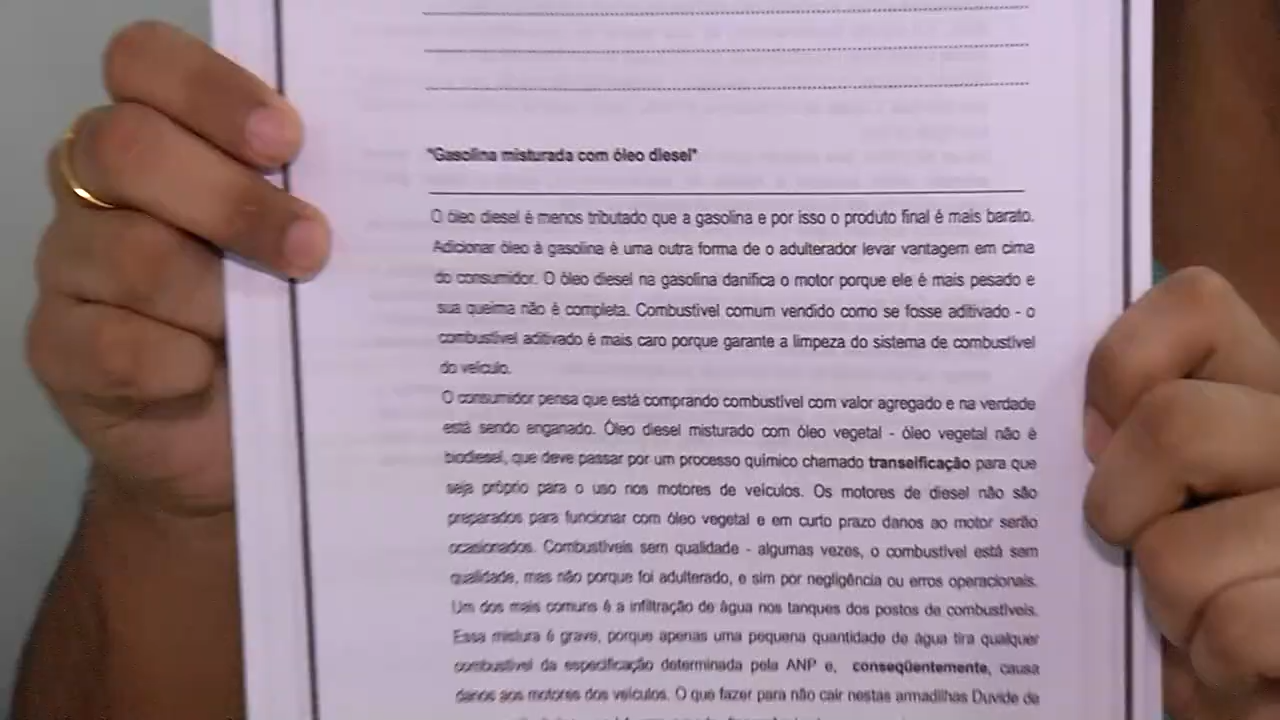 "Gasolina misturada com óleo diesel"
O óleo diesel é menos tributado que a gasolina e por isso o produto final é mais barato.
Adicionar óleo à gasolina é uma outra forma de o adulterador levar vantagem em cima
do consumidor. O óleo diesel na gasolina danifica o motor porque ele é mais pesado e
sua queima não é completa. Combustível comum vendido como se fosse aditivado - o
combustível aditivado é mais caro porque garante a limpeza do sistema de combustível
do veículo.
O consumidor pensa que está comprando combustível com valor agregado e na verdade
está sendo enganado. Óleo diesel misturado com óleo vegetal - óleo vegetal não é
biodiesel, que deve passar por um processo químico chamado transeificação para que
seja próprio para o uso nos motores de veículos. Os motores de diesel não são
preparados para funcionar com óleo vegetal e em curto prazo danos ao motor serão
ocasionados. Combustíveis sem qualidade - algumas vezes, o combustível está sem
qualidade, mas não porque foi adulterado, e sim por negligência ou erros operacionais.
Um dos mais comuns é a infiltração de água nos tanques dos postos de combustíveis.
Essa mistura é grave, porque apenas uma pequena quantidade de água tira qualquer
combustível da especificação determinada pela ANP e, conseqüentemente, causa
danos aos motores dos veículos. O que fazer para não cair nestas armadilhas Duvide de